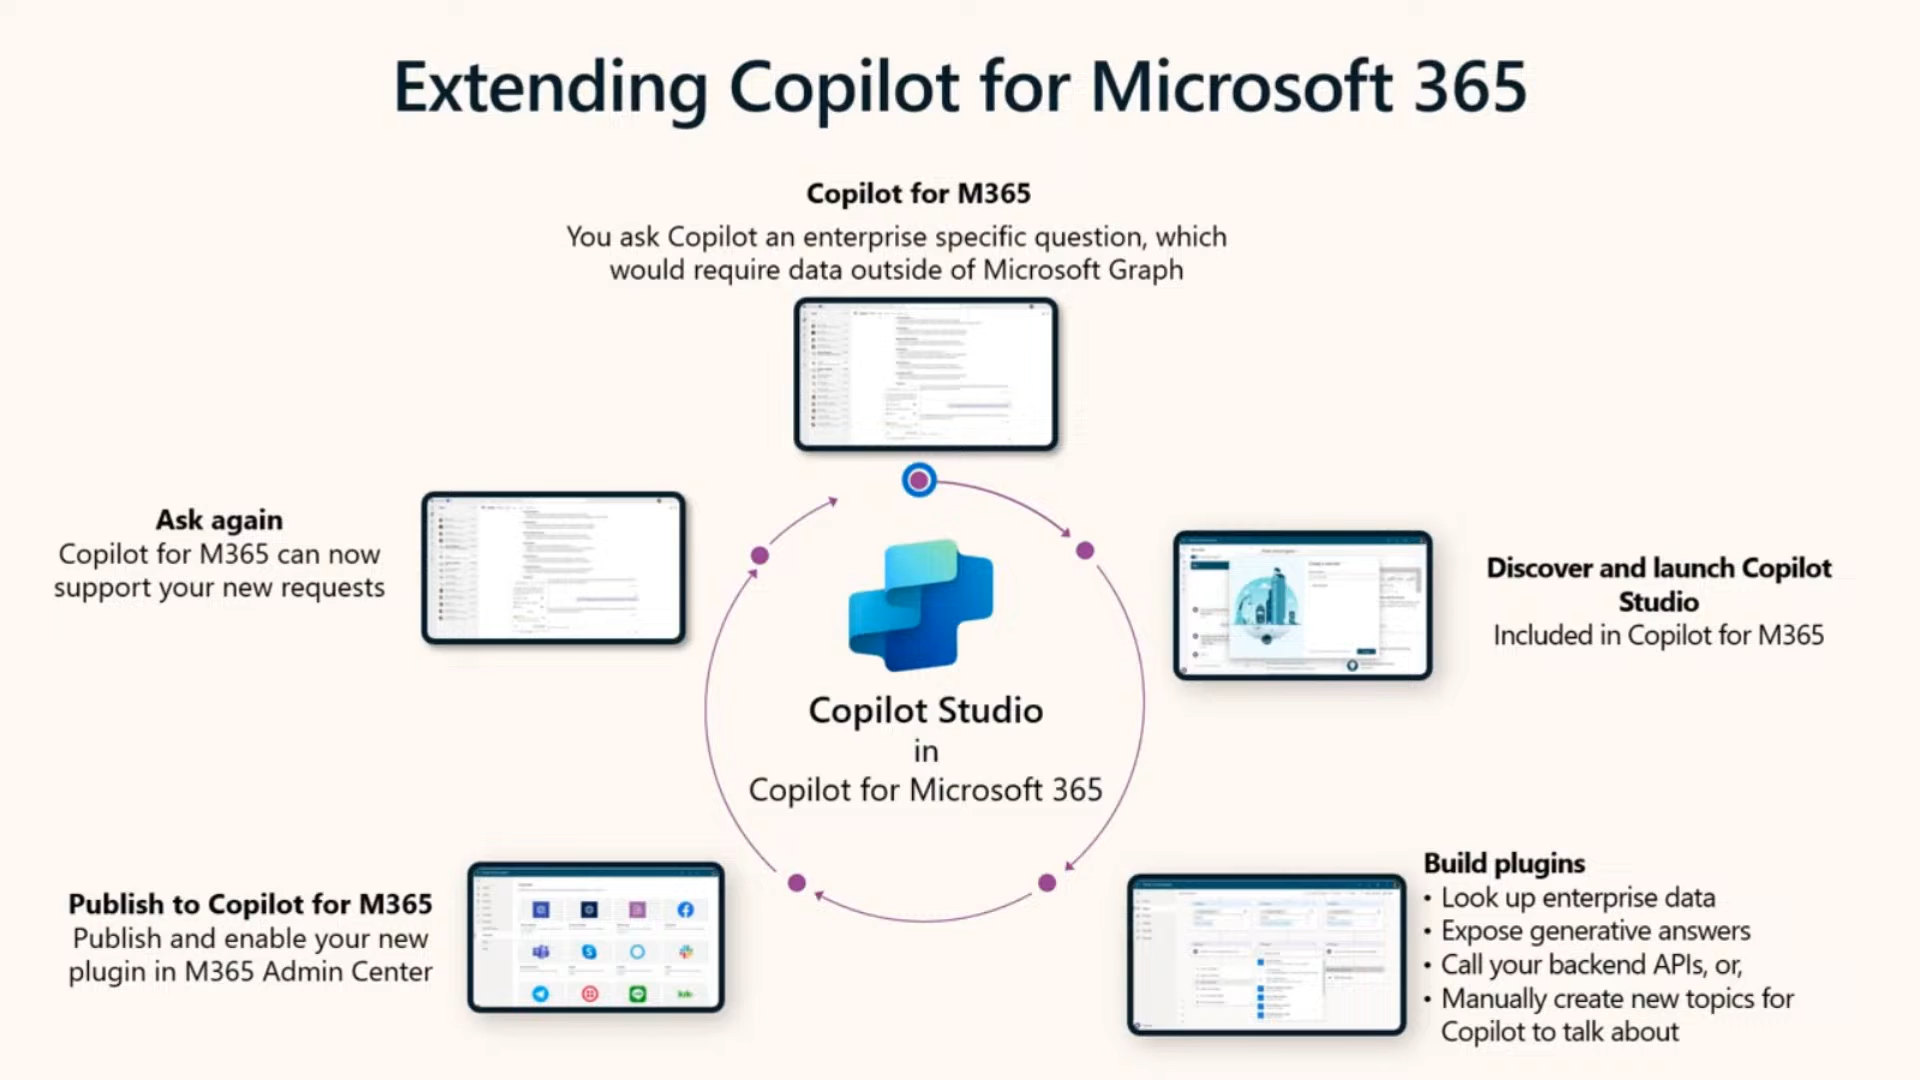 Extending Copilot for Microsoft 365
Copilot for M365
You ask Copilot an enterprise specific question, which
would require data outside of Microsoft Graph
Ask again
Copilot for M365 can now
support your new requests
Discover and launch Copilot
Studio
Included in Copilot for M365
Copilot Studio
in
Copilot for Microsoft 365
Publish to Copilot for M365
Publish and enable your new
plugin in M365 Admin Center
Build plugins
• Look up enterprise data
• Expose generative answers
• Call your backend APIs, or,
• Manually create new topics for
Copilot to talk about